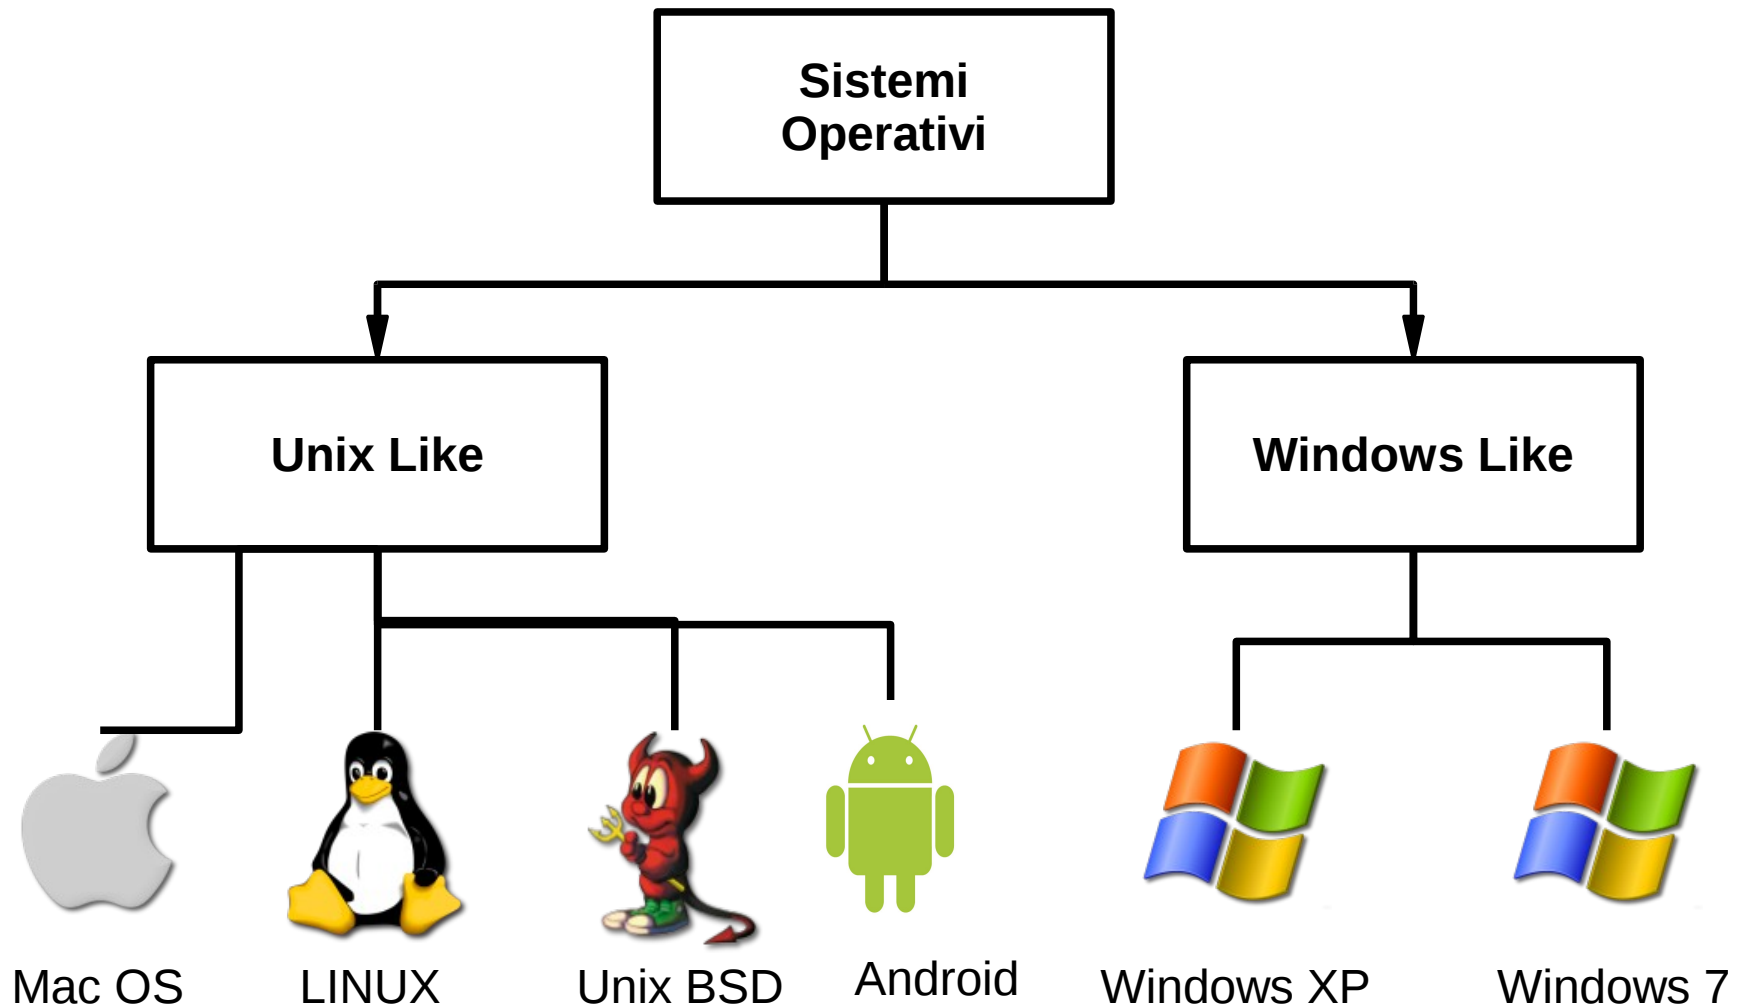 Sistemi
Operativi
Unix Like
Windows Like
Mac OS
LINUX
Unix BSD
Android
Windows XP
Windows 7